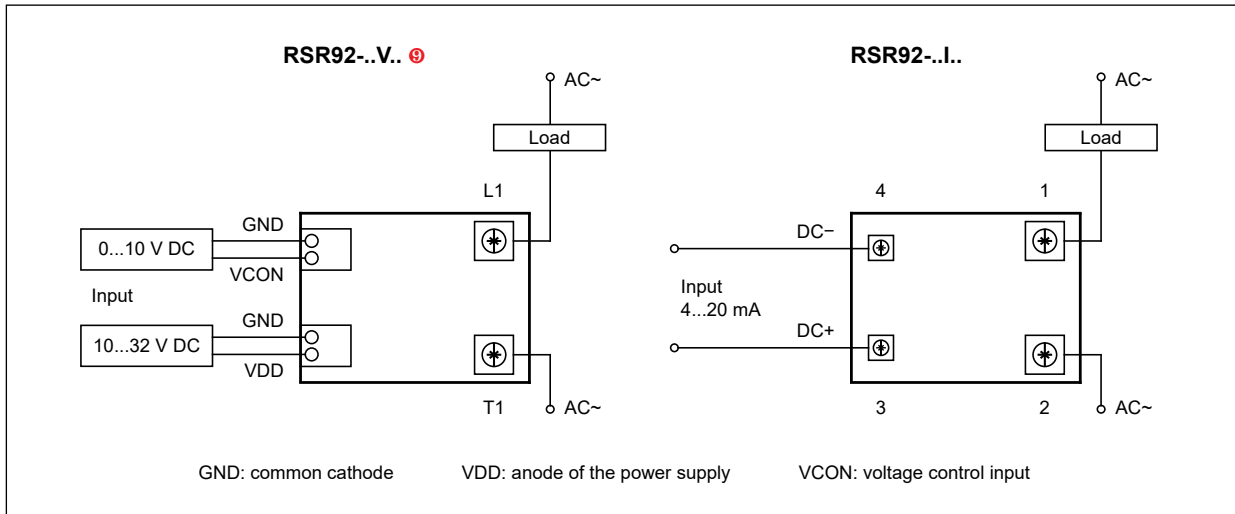 RSR92-..V.. ❾
AC~
Load
L1
GND
0...10 V DC
VCON
Input
GND
10...32 V DC
VDD
T1
AC~
RSR92-..I..
AC~
Load
4
1
DC−
Input
4...20 mA
DC+
3
2
AC~
GND: common cathode
VDD: anode of the power supply
VCON: voltage control input